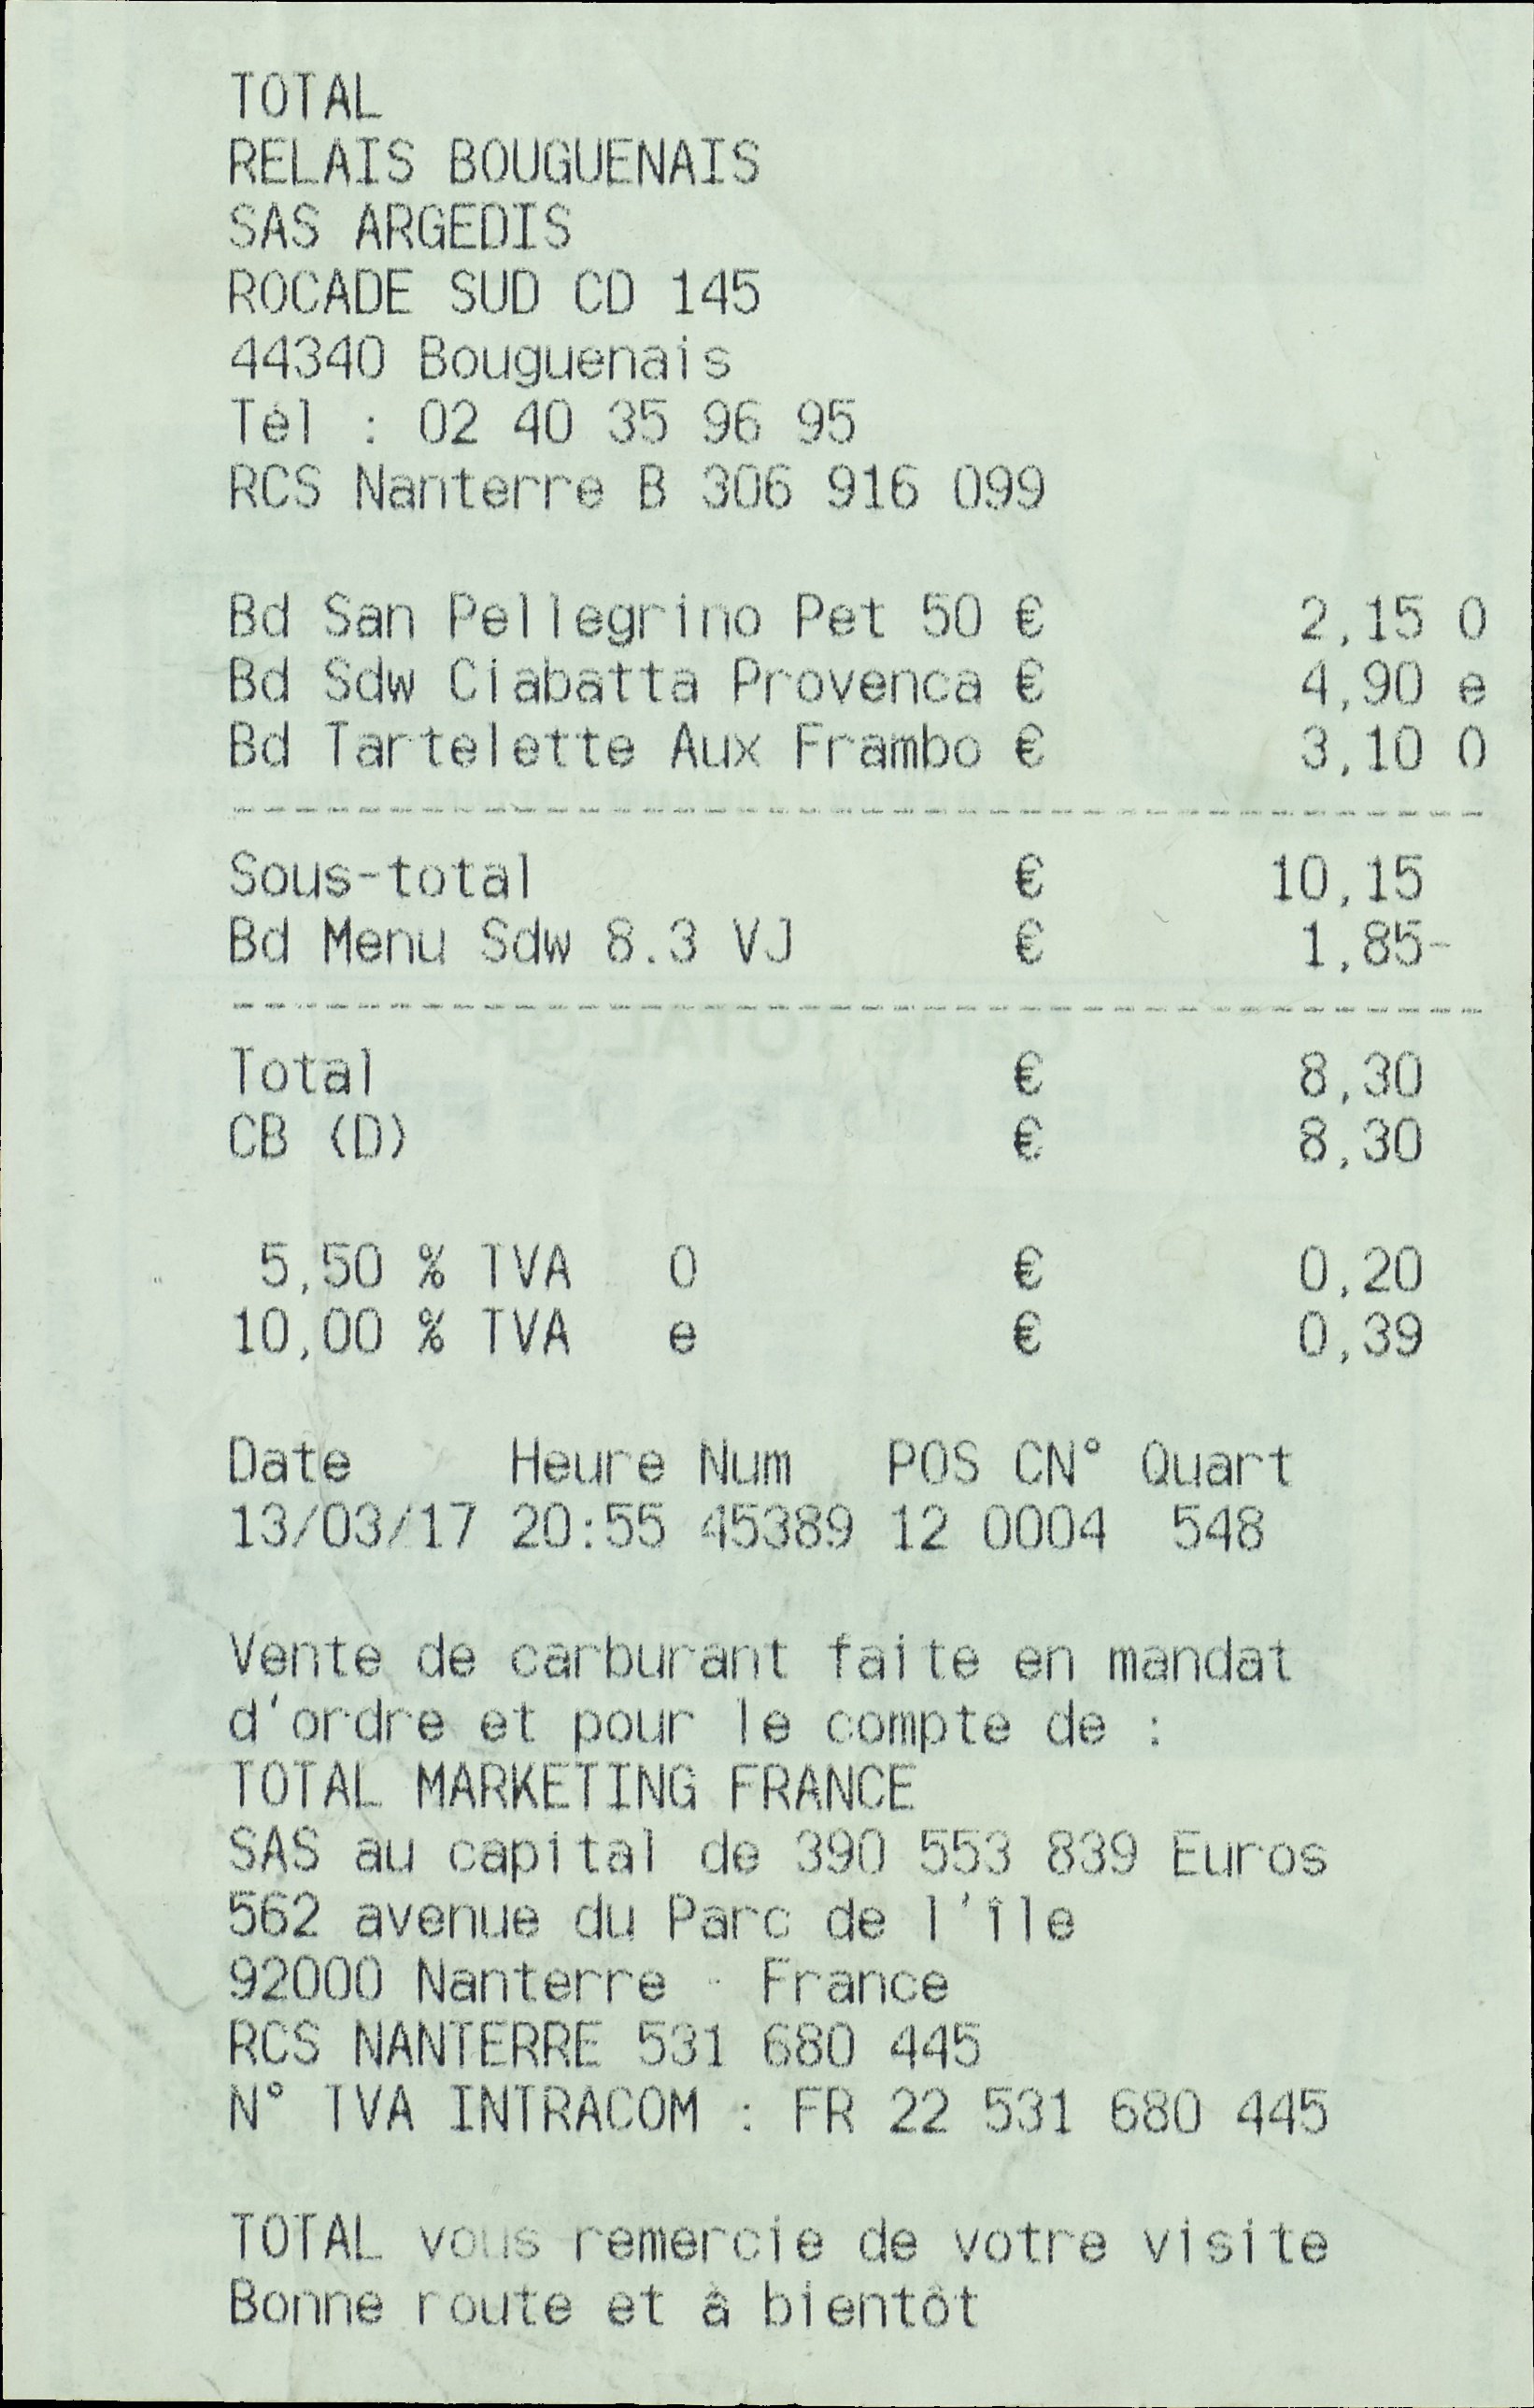 TOTAL
RELAIS BOUGUENAIS
SAS ARGEDIS
ROCADE SUD CD 145
44340 Bouguenais
Tél : 02 40 35 96 95
RCS Nanterre B 306 916 099
Bd San Pellegrino Pet 50 € 2,15 O
Bd Sdw Ciabatta Provenca € 4,90 e
Bd Tartelette Aux Frambo € 3,10 O
Sous-total € 10,15
Bd Menu Sdw 8.3 VJ € 1,85-
Total € 8,30
CB (D) € 8,30
5,50 % TVA O € 0,20
10,00 % TVA e € 0,39
Date Heure Num POS CN° Quart
13/03/17 20:55 45389 12 0004 548
Vente de carburant faite en mandat
d'ordre et pour le compte de :
TOTAL MARKETING FRANCE
SAS au capital de 390 553 839 Euros
562 avenue du Parc de l'île
92000 Nanterre - France
RCS NANTERRE 531 680 445
N° TVA INTRACOM : FR 22 531 680 445
TOTAL vous remercie de votre visite
Bonne route et à bientôt